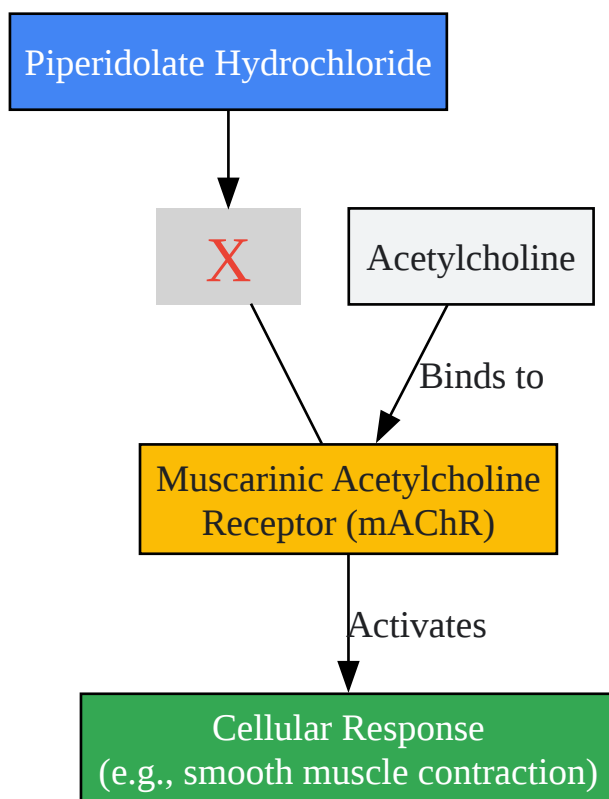 Piperidolate Hydrochloride
X
Acetylcholine
Binds to
Muscarinic Acetylcholine
Receptor (mAChR)
Activates
Cellular Response
(e.g., smooth muscle contraction)